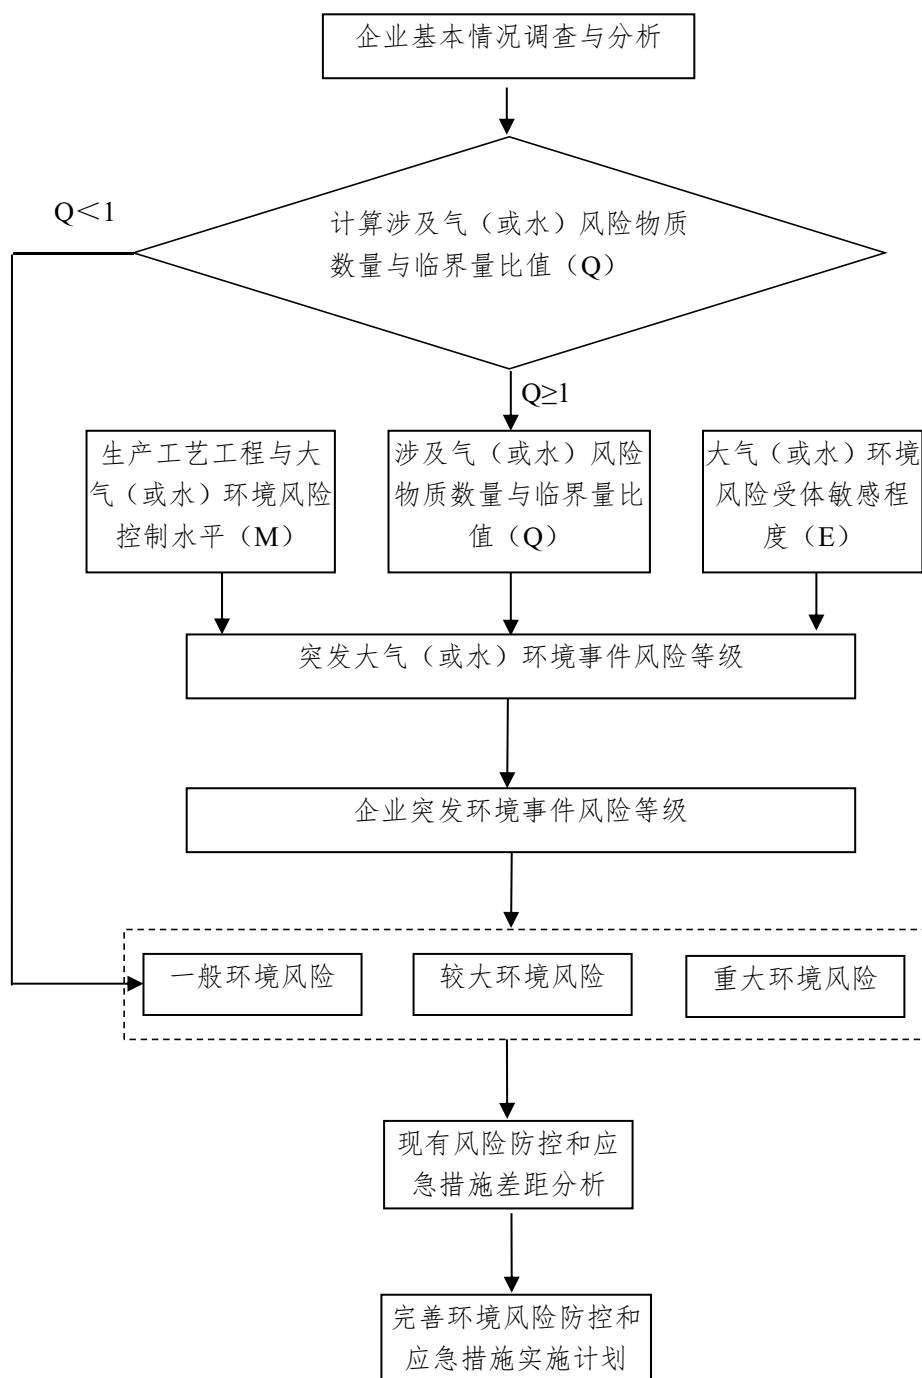 企业基本情况调查与分析
Q＜1
计算涉及气（或水）风险物质
数量与临界量比值（Q）
Q≥1
生产工艺工程与大
气（或水）环境风险
控制水平（M）
涉及气（或水）风险
物质数量与临界量比
值（Q）
大气（或水）环境
风险受体敏感程
度（E）
突发大气（或水）环境事件风险等级
企业突发环境事件风险等级
一般环境风险
较大环境风险
重大环境风险
现有风险防控和应
急措施差距分析
完善环境风险防控和
应急措施实施计划